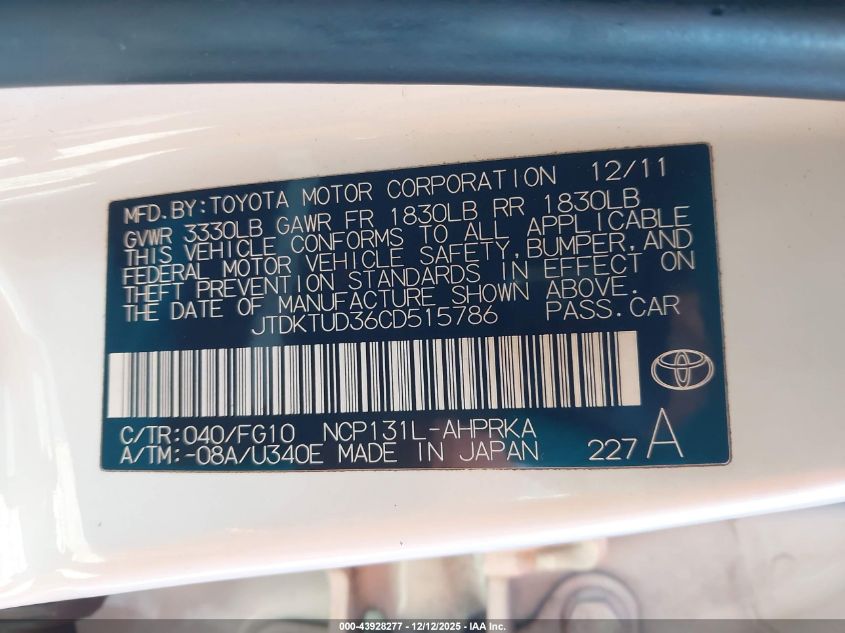 MFD.BY:TOYOTA MOTOR CORPORATION 12/11
GVWR 3330LB GAWR FR 1830LB RR 1830LB
THIS VEHICLE CONFORMS TO ALL APPLICABLE
FEDERAL MOTOR VEHICLE SAFETY,BUMPER,AND
THEFT PREVENTION STANDARDS IN EFFECT ON
THE DATE OF MANUFACTURE SHOWN ABOVE.
JTDKTUD36CD515786 PASS.CAR
C/TR:040/FG10 NCP131L-AHPRKA
A/TM:-08A/U340E MADE IN JAPAN 227 A
000-43928277 - 12/12/2025 - IAA Inc.